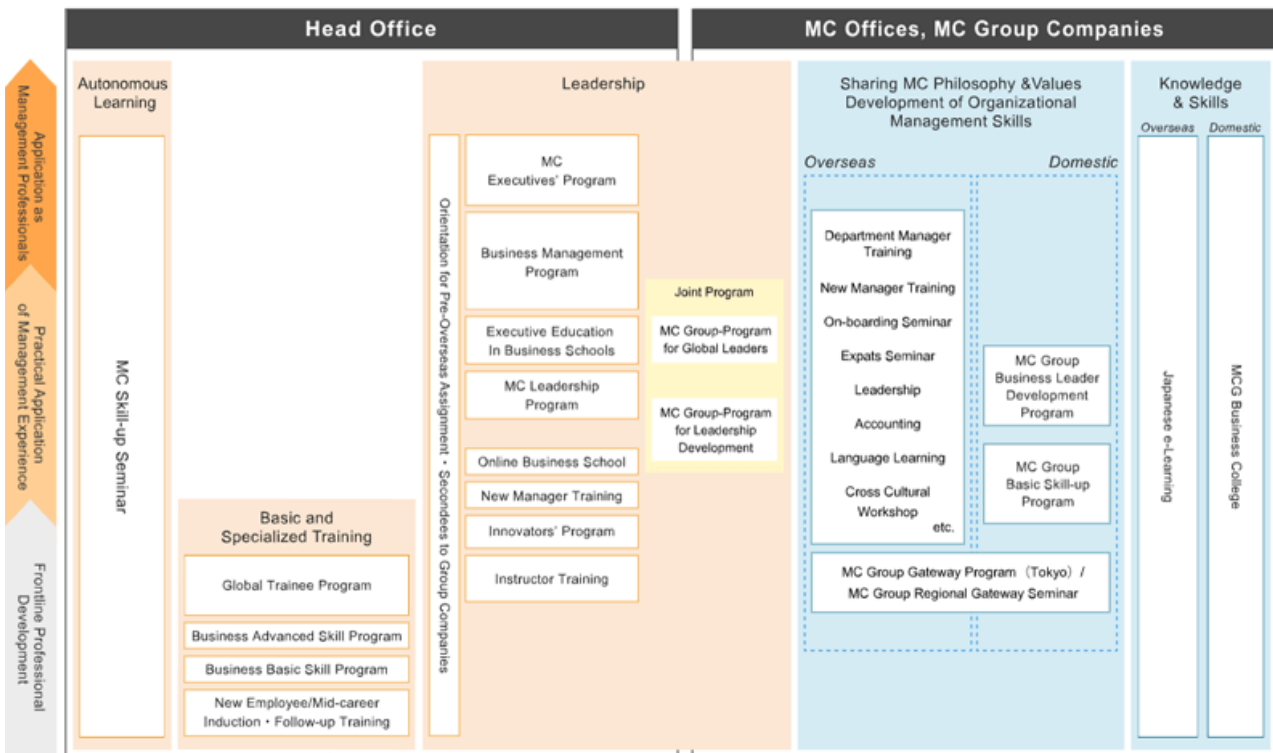 Head Office
MC Offices, MC Group Companies
Application as
Management Professionals
Practical Application
of Management Experience
Frontline Professional
Development
Autonomous
Learning
MC Skill-up Seminar
Basic and
Specialized Training
Global Trainee Program
Business Advanced Skill Program
Business Basic Skill Program
New Employee/Mid-career
Induction・Follow-up Training
Leadership
Orientation for Pre-Overseas Assignment・Secondees to Group Companies
MC
Executives' Program
Business Management
Program
Executive Education
In Business Schools
MC Leadership
Program
Online Business School
New Manager Training
Innovators' Program
Instructor Training
Joint Program
MC Group-Program
for Global Leaders
MC Group-Program
for Leadership
Development
Sharing MC Philosophy &Values
Development of Organizational
Management Skills
Overseas
Domestic
Department Manager
Training
New Manager Training
On-boarding Seminar
Expats Seminar
Leadership
Accounting
Language Learning
Cross Cultural
Workshop
etc.
MC Group
Business Leader
Development
Program
MC Group
Basic Skill-up
Program
MC Group Gateway Program（Tokyo）/
MC Group Regional Gateway Seminar
Knowledge
& Skills
Overseas
Domestic
Japanese e-Learning
MCG Business College